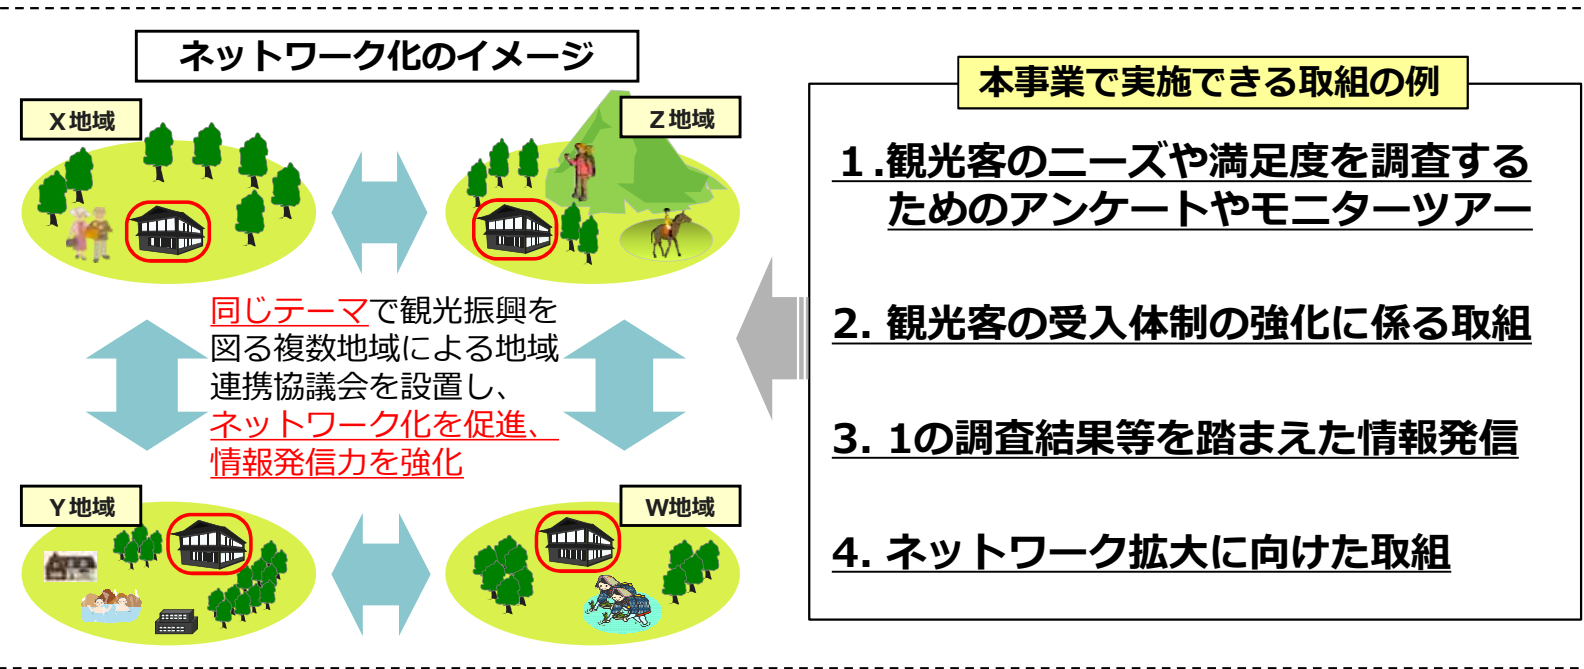 ネットワーク化のイメージ
X地域
Z地域
同じテーマで観光振興を
図る複数地域による地域
連携協議会を設置し、
ネットワーク化を促進、
情報発信力を強化
Y地域
W地域
本事業で実施できる取組の例
１.観光客のニーズや満足度を調査する
ためのアンケートやモニターツアー
2. 観光客の受入体制の強化に係る取組
3. 1の調査結果等を踏まえた情報発信
4. ネットワーク拡大に向けた取組